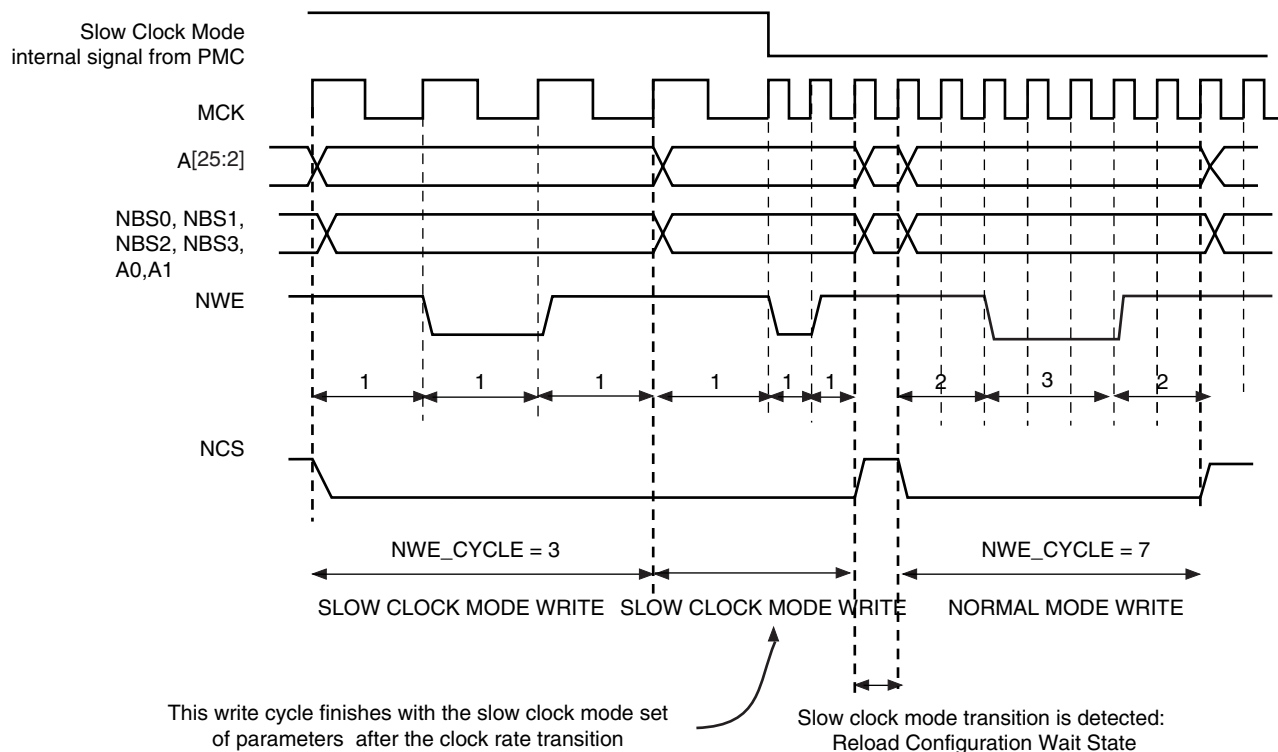 Slow Clock Mode
internal signal from PMC
MCK
A[25:2]
NBS0, NBS1,
NBS2, NBS3,
A0,A1
NWE
1 1 1 1 1 1 2 3 2
NCS
NWE_CYCLE = 3 NWE_CYCLE = 7
SLOW CLOCK MODE WRITE SLOW CLOCK MODE WRITE NORMAL MODE WRITE
This write cycle finishes with the slow clock mode set
of parameters after the clock rate transition
Slow clock mode transition is detected:
Reload Configuration Wait State